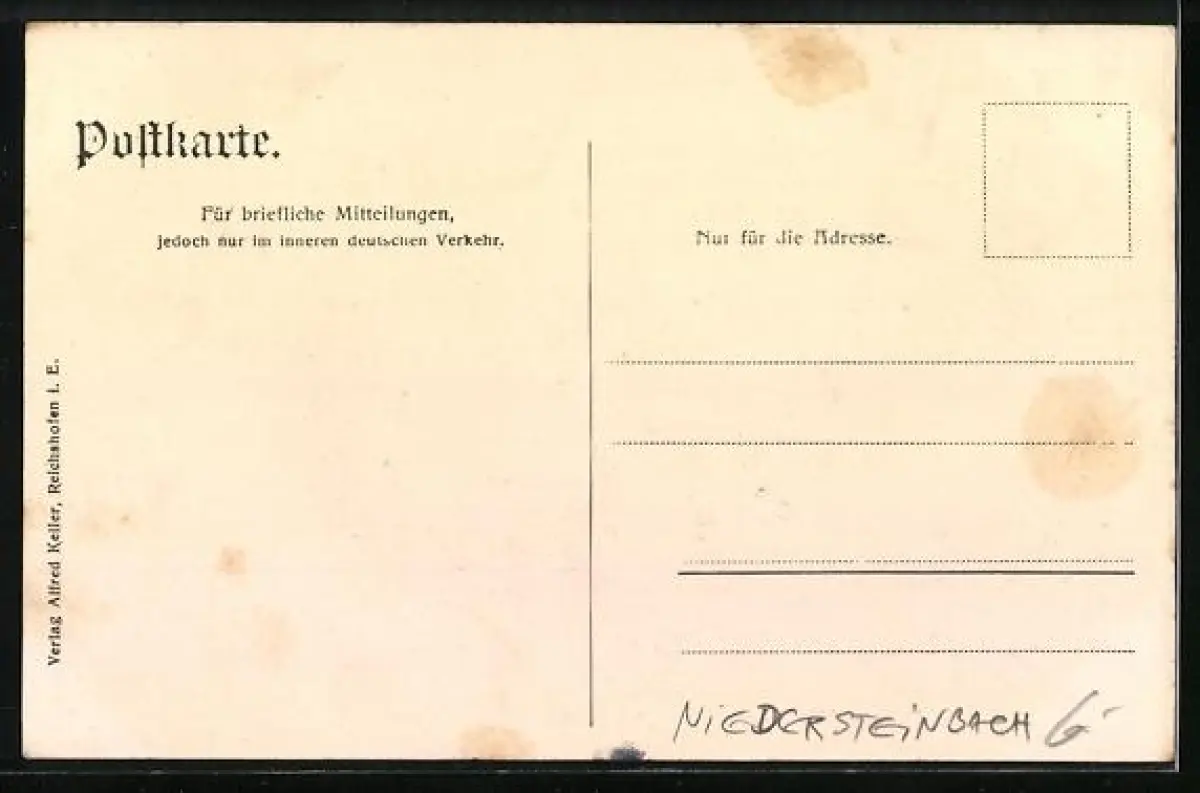 Postkarte.
Für briefliche Mitteilungen,
jedoch nur im inneren deutschen Verkehr.
Nur für die Adresse.
Verlag Alfred Keller, Reichshofen i. E.
NiEDERSTEiNBACH 6-